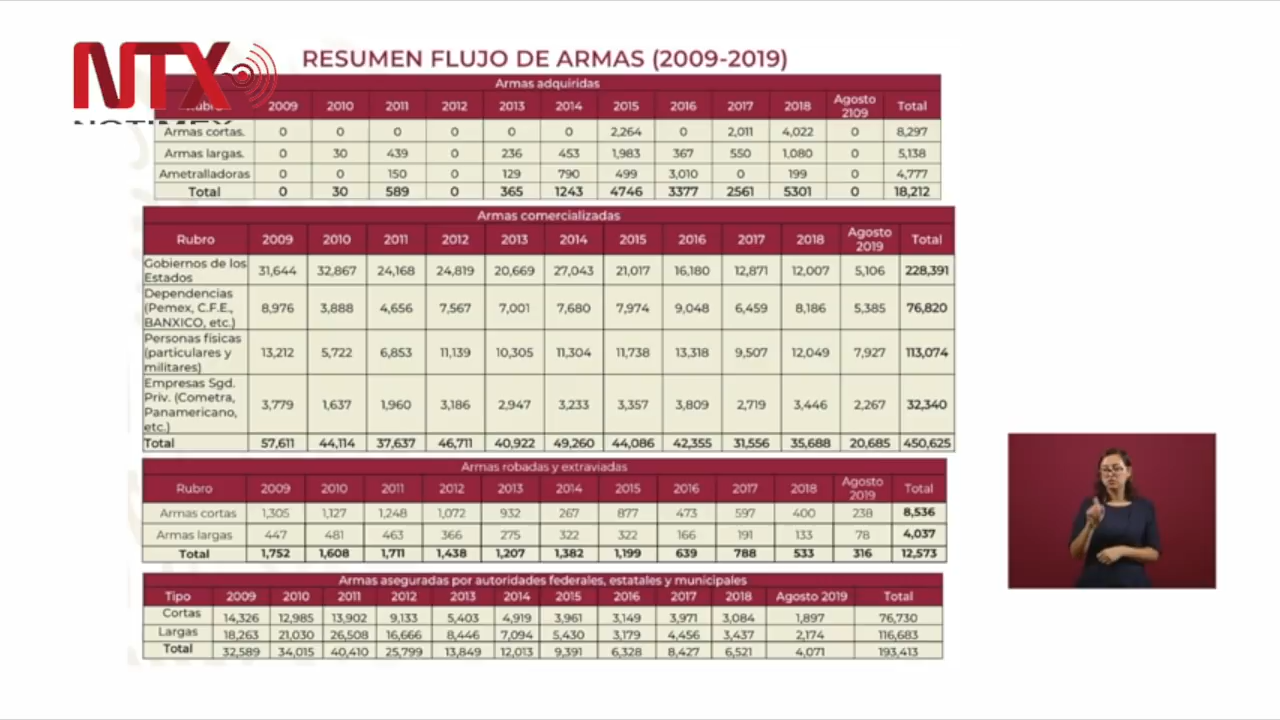 NTX
NOTIMEX
RESUMEN FLUJO DE ARMAS (2009-2019)
Armas adquiridas
Rubro 2009 2010 2011 2012 2013 2014 2015 2016 2017 2018 Agosto 2109 Total
Armas cortas. 0 0 0 0 0 0 2,264 0 2,011 4,022 0 8,297
Armas largas. 0 30 439 0 236 453 1,983 367 550 1,080 0 5,138
Ametralladoras 0 0 150 0 129 790 499 3,010 0 199 0 4,777
Total 0 30 589 0 365 1243 4746 3377 2561 5301 0 18,212
Armas comercializadas
Rubro 2009 2010 2011 2012 2013 2014 2015 2016 2017 2018 Agosto 2019 Total
Gobiernos de los Estados 31,644 32,867 24,168 24,819 20,669 27,043 21,017 16,180 12,871 12,007 5,106 228,391
Dependencias (Pemex, C.F.E., BANXICO, etc.) 8,976 3,888 4,656 7,567 7,001 7,680 7,974 9,048 6,459 8,186 5,385 76,820
Personas físicas (particulares y militares) 13,212 5,722 6,853 11,139 10,305 11,304 11,738 13,318 9,507 12,049 7,927 113,074
Empresas Sgd. Priv. (Cometra, Panamericano, etc.) 3,779 1,637 1,960 3,186 2,947 3,233 3,357 3,809 2,719 3,446 2,267 32,340
Total 57,611 44,114 37,637 46,711 40,922 49,260 44,086 42,355 31,556 35,688 20,685 450,625
Armas robadas y extraviadas
Rubro 2009 2010 2011 2012 2013 2014 2015 2016 2017 2018 Agosto 2019 Total
Armas cortas 1,305 1,127 1,248 1,072 932 267 877 473 597 400 238 8,536
Armas largas 447 481 463 366 275 322 322 166 191 133 78 4,037
Total 1,752 1,608 1,711 1,438 1,207 1,382 1,199 639 788 533 316 12,573
Armas aseguradas por autoridades federales, estatales y municipales
Tipo 2009 2010 2011 2012 2013 2014 2015 2016 2017 2018 Agosto 2019 Total
Cortas 14,326 12,985 13,902 9,133 5,403 4,919 3,961 3,149 3,971 3,084 1,897 76,730
Largas 18,263 21,030 26,508 16,666 8,446 7,094 5,430 3,179 4,456 3,437 2,174 116,683
Total 32,589 34,015 40,410 25,799 13,849 12,013 9,391 6,328 8,427 6,521 4,071 193,413